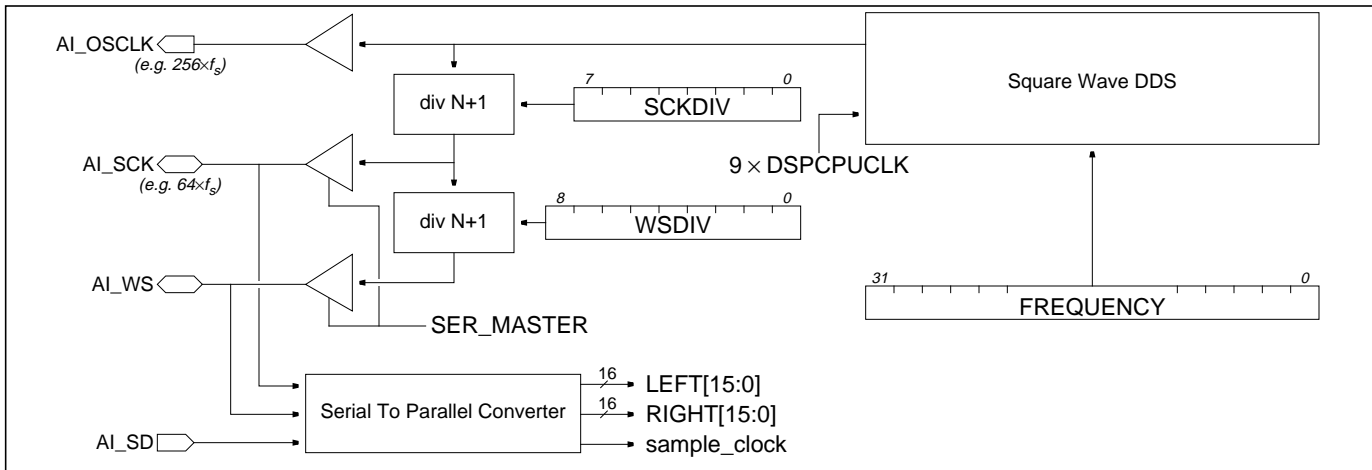 AI_OSCLK
(e.g. 256×fs)
div N+1
7 0
SCKDIV
Square Wave DDS
AI_SCK
(e.g. 64×fs)
9 × DSPCPUCLK
div N+1
8 0
WSDIV
AI_WS
31 0
FREQUENCY
SER_MASTER
Serial To Parallel Converter
16 LEFT[15:0]
16 RIGHT[15:0]
AI_SD
sample_clock